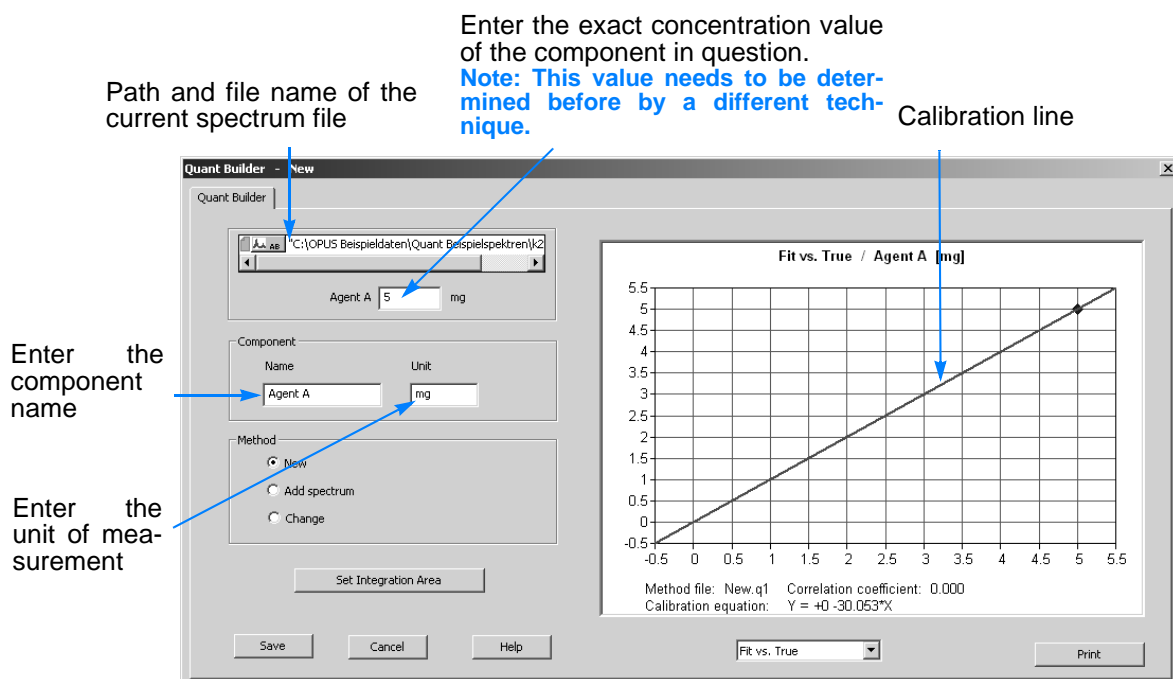 Enter the exact concentration value
of the component in question.
Note: This value needs to be deter-
mined before by a different tech-
nique.
Path and file name of the
current spectrum file
Calibration line
Quant Builder - New
Quant Builder
AB "C:\OPUS Beispieldaten\Quant Beispielspektren\k2
Agent A 5 mg
Enter the
component
name
Component
Name Unit
Agent A mg
Method
New
Add spectrum
Change
Enter the
unit of mea-
surement
Set Integration Area
Save Cancel Help
Fit vs. True / Agent A [mg]
5.5
5
4.5
4
3.5
3
2.5
2
1.5
1
0.5
0
-0.5
-0.5 0 0.5 1 1.5 2 2.5 3 3.5 4 4.5 5 5.5
Method file: New.q1 Correlation coefficient: 0.000
Calibration equation: Y = +0 -30.053*X
Fit vs. True
Print